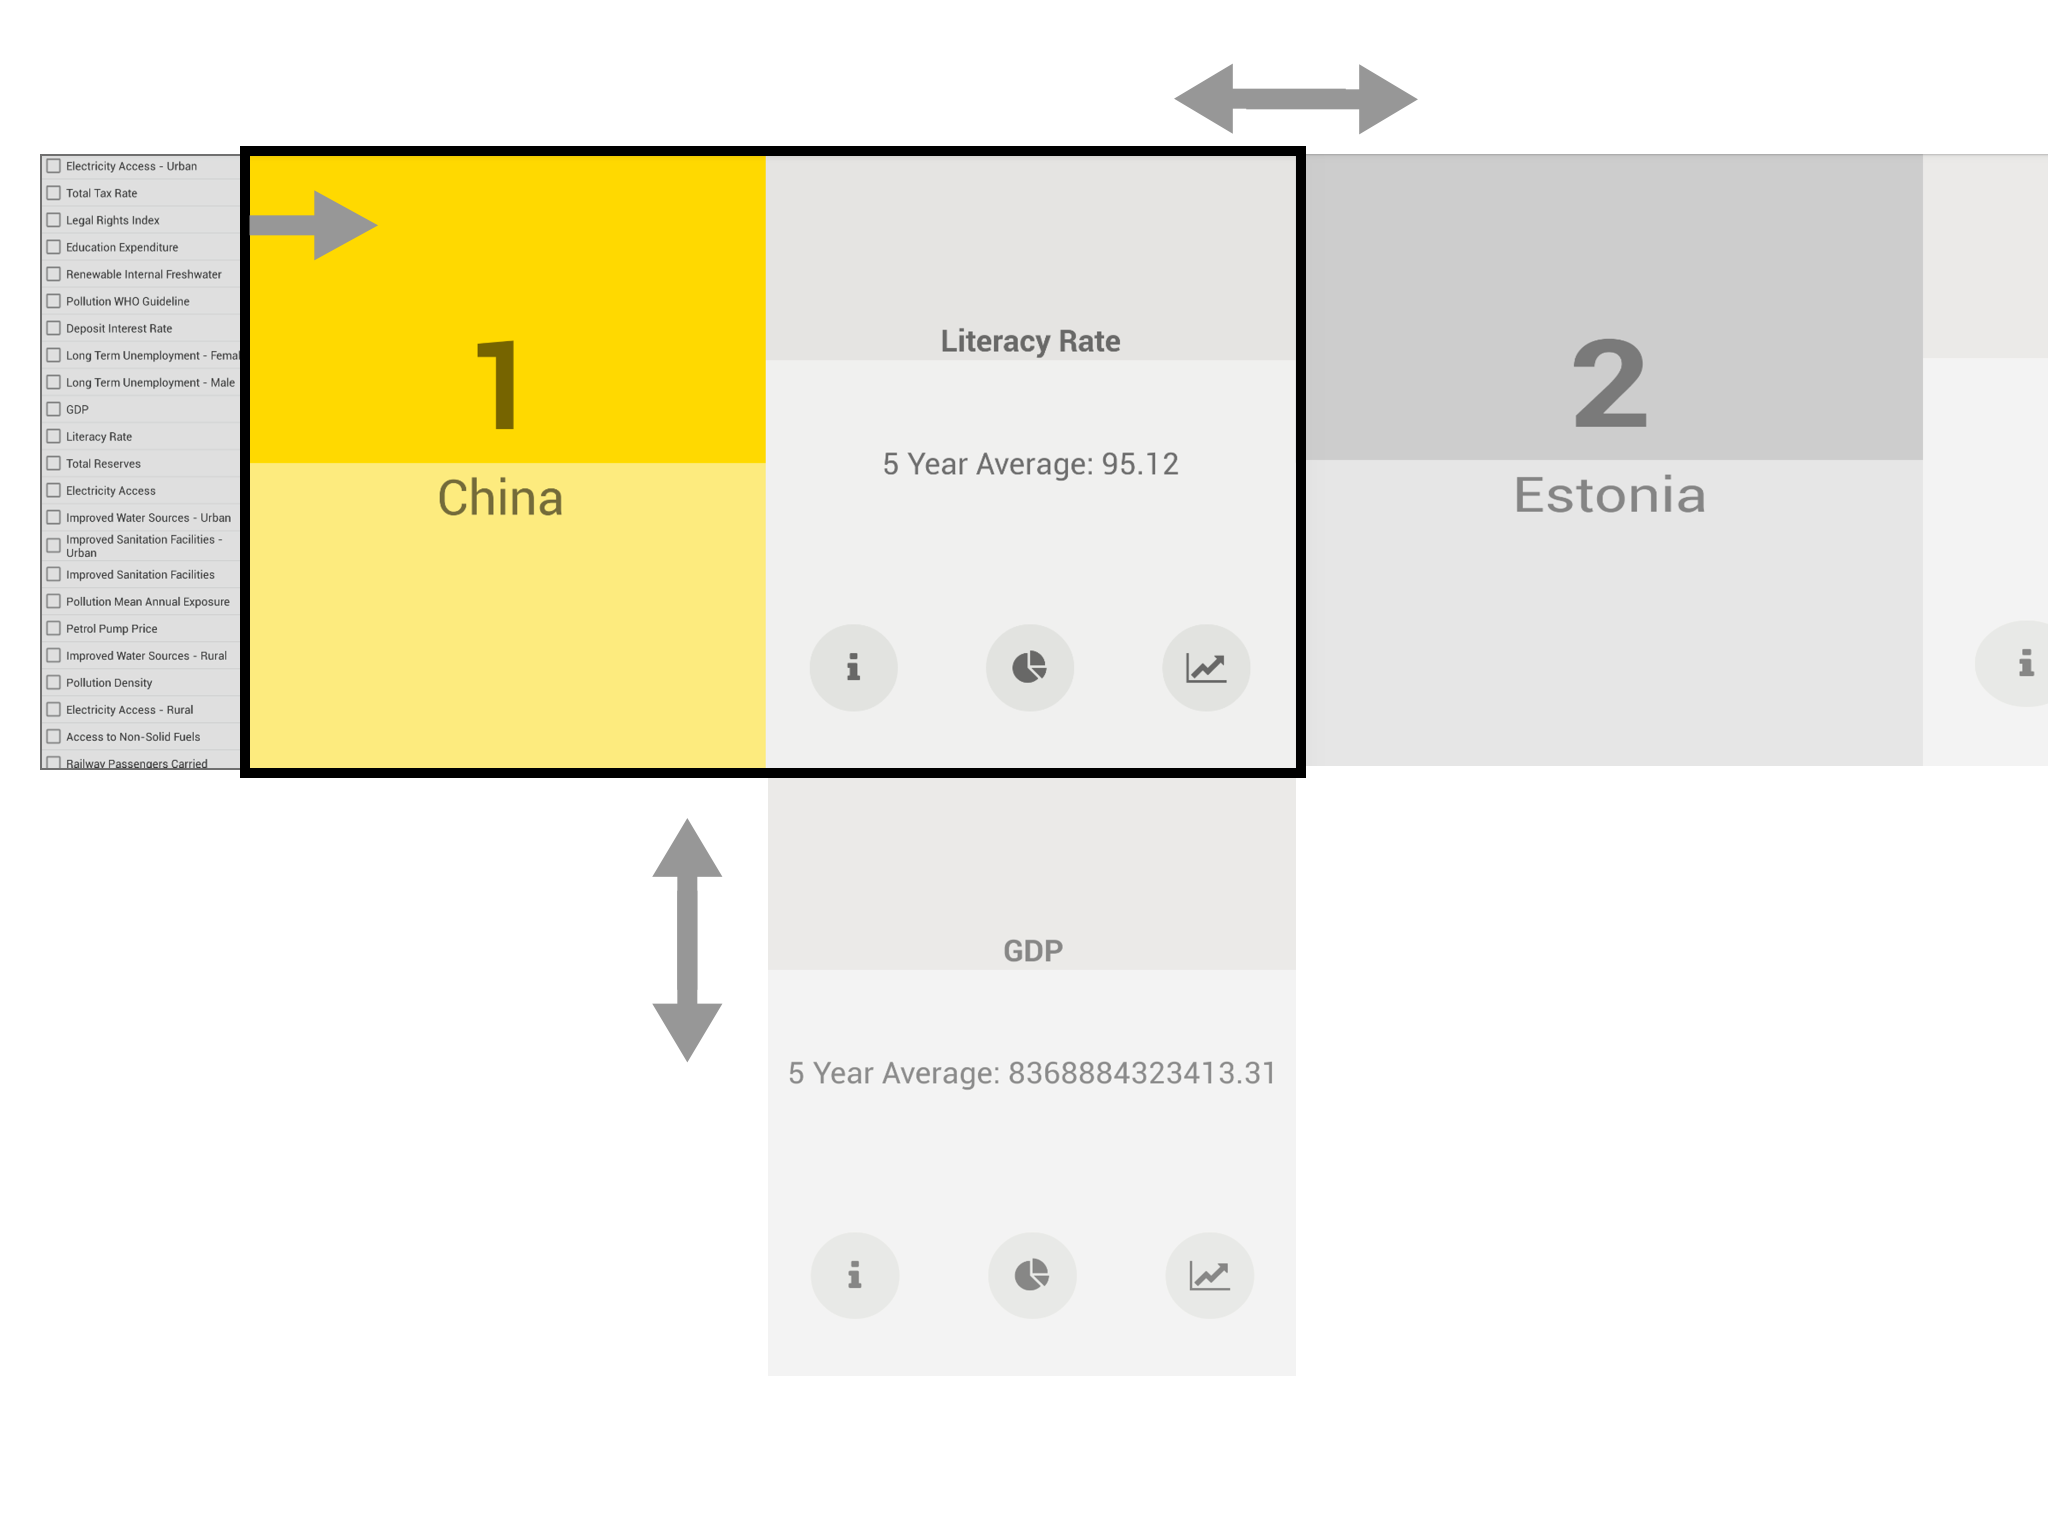 Electricity Access - Urban
Total Tax Rate
Legal Rights Index
Education Expenditure
Renewable Internal Freshwater
Pollution WHO Guideline
Deposit Interest Rate
Long Term Unemployment - Femal
Long Term Unemployment - Male
GDP
Literacy Rate
Total Reserves
Electricity Access
Improved Water Sources - Urban
Improved Sanitation Facilities -
Urban
Improved Sanitation Facilities
Pollution Mean Annual Exposure
Petrol Pump Price
Improved Water Sources - Rural
Pollution Density
Electricity Access - Rural
Access to Non-Solid Fuels
Railway Passengers Carried
1
China
Literacy Rate
5 Year Average: 95.12
2
Estonia
GDP
5 Year Average: 8368884323413.31